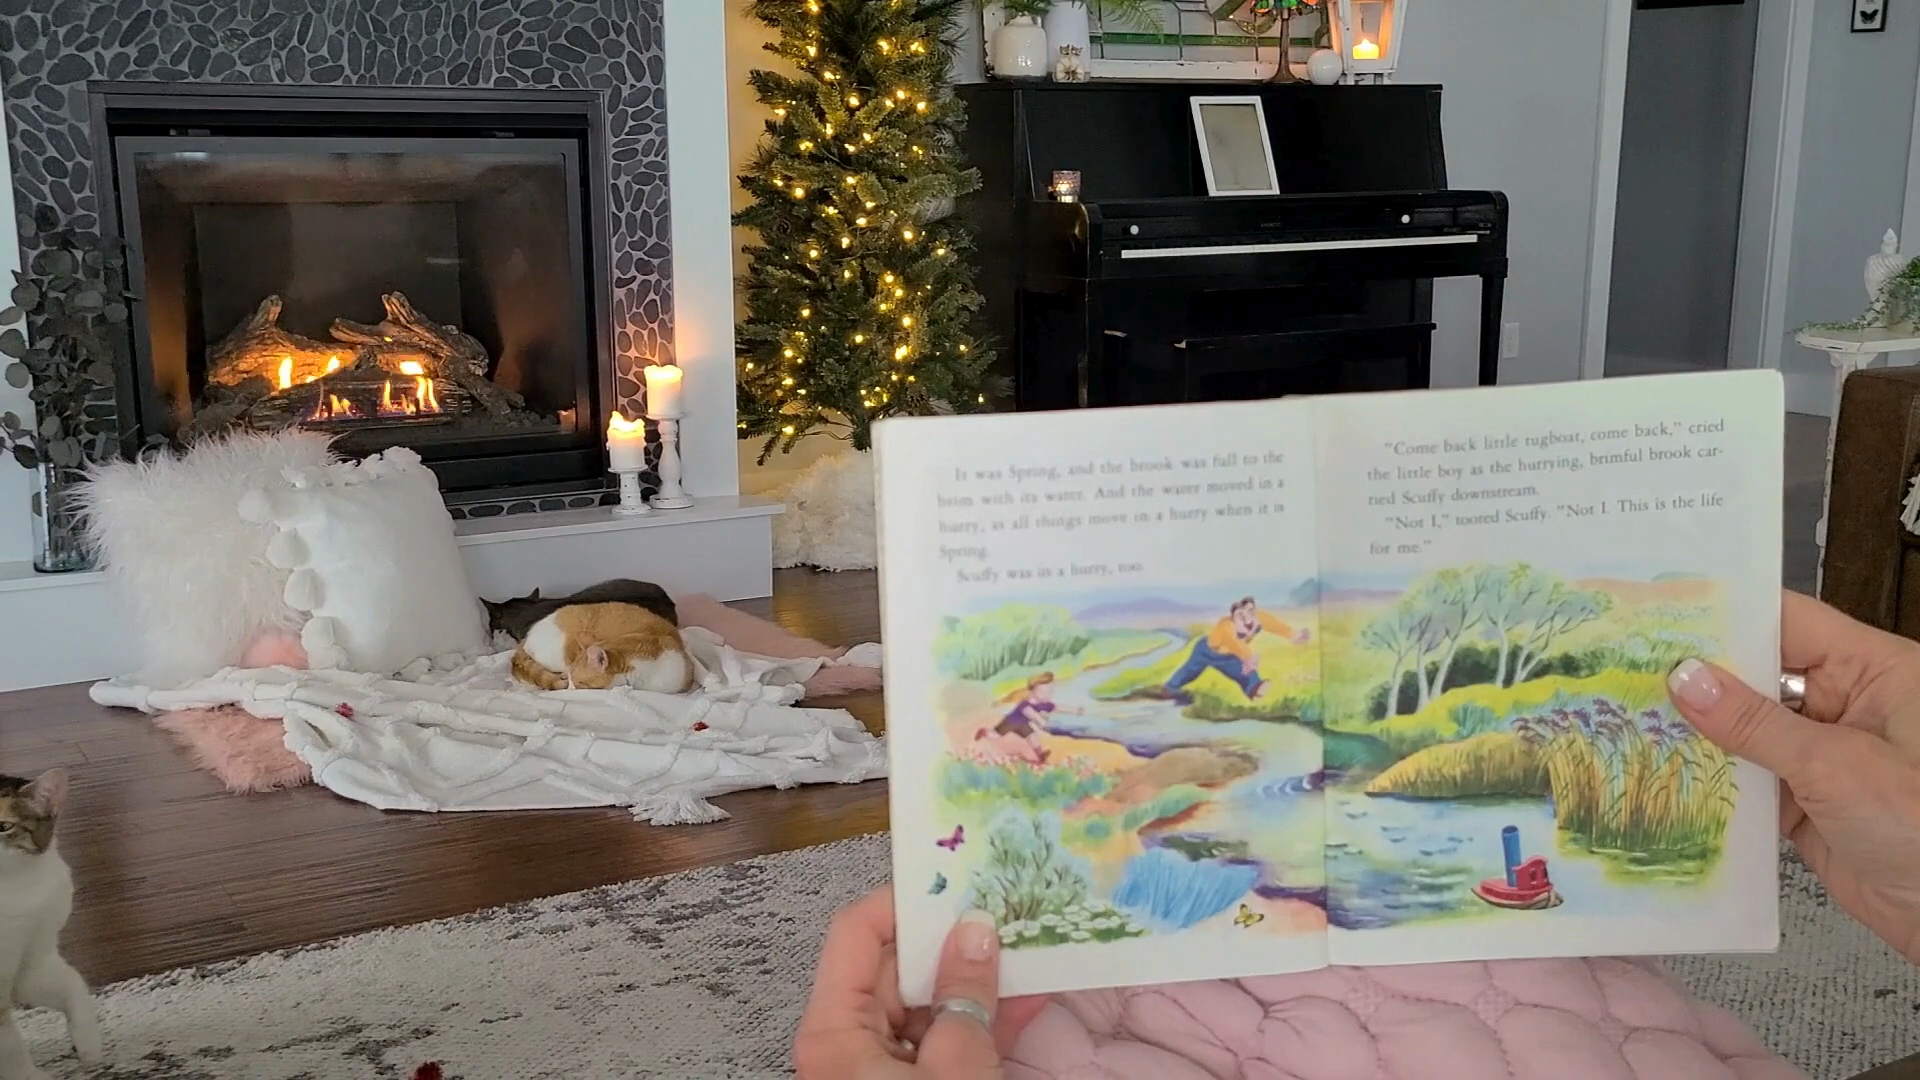 It was Spring, and the brook was full to the
brim with its water. And the water moved in a
hurry, as all things move in a hurry when it is
Spring.
Scuffy was in a hurry, too.
"Come back little tugboat, come back," cried
the little boy as the hurrying, brimful brook car-
ried Scuffy downstream.
"Not I," tooted Scuffy. "Not I. This is the life
for me."